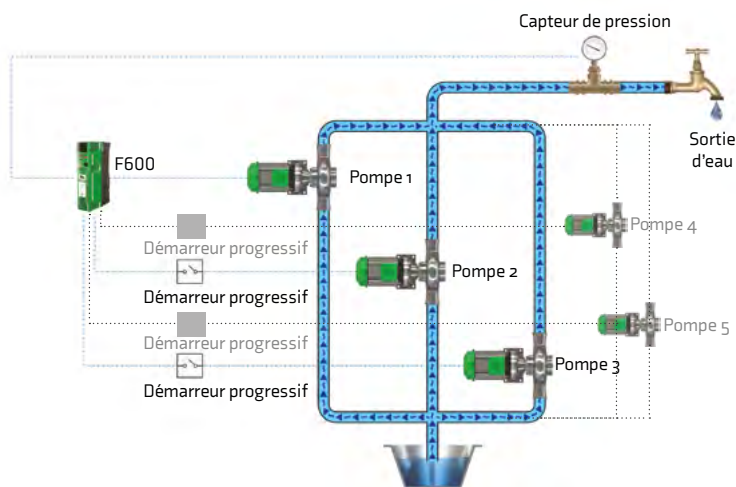 Capteur de pression
Sortie
d'eau
F600
Pompe 1
Pompe 4
Démarreur progressif
Pompe 2
Démarreur progressif
Pompe 5
Démarreur progressif
Pompe 3
Démarreur progressif